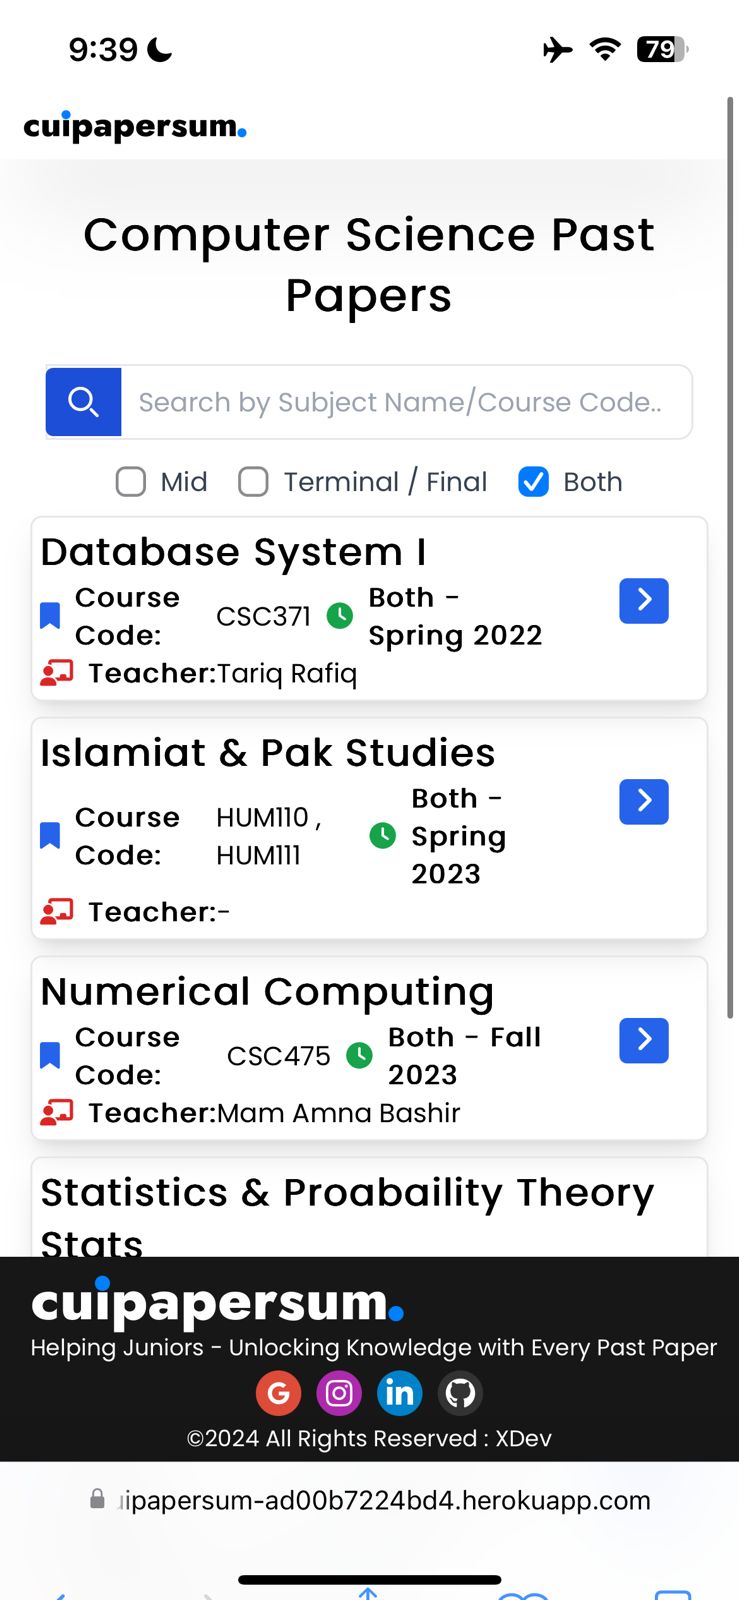 9:39
79
cuipapersum.
Computer Science Past
Papers
Search by Subject Name/Course Code..
Mid Terminal / Final Both
Database System I
Course Code: CSC371 Both - Spring 2022
Teacher:Tariq Rafiq
Islamiat & Pak Studies
Course Code: HUM110 , HUM111 Both - Spring 2023
Teacher:-
Numerical Computing
Course Code: CSC475 Both - Fall 2023
Teacher:Mam Amna Bashir
Statistics & Proabaility Theory
Stats
cuipapersum.
Helping Juniors - Unlocking Knowledge with Every Past Paper
G in
©2024 All Rights Reserved : XDev
uipapersum-ad00b7224bd4.herokuapp.com